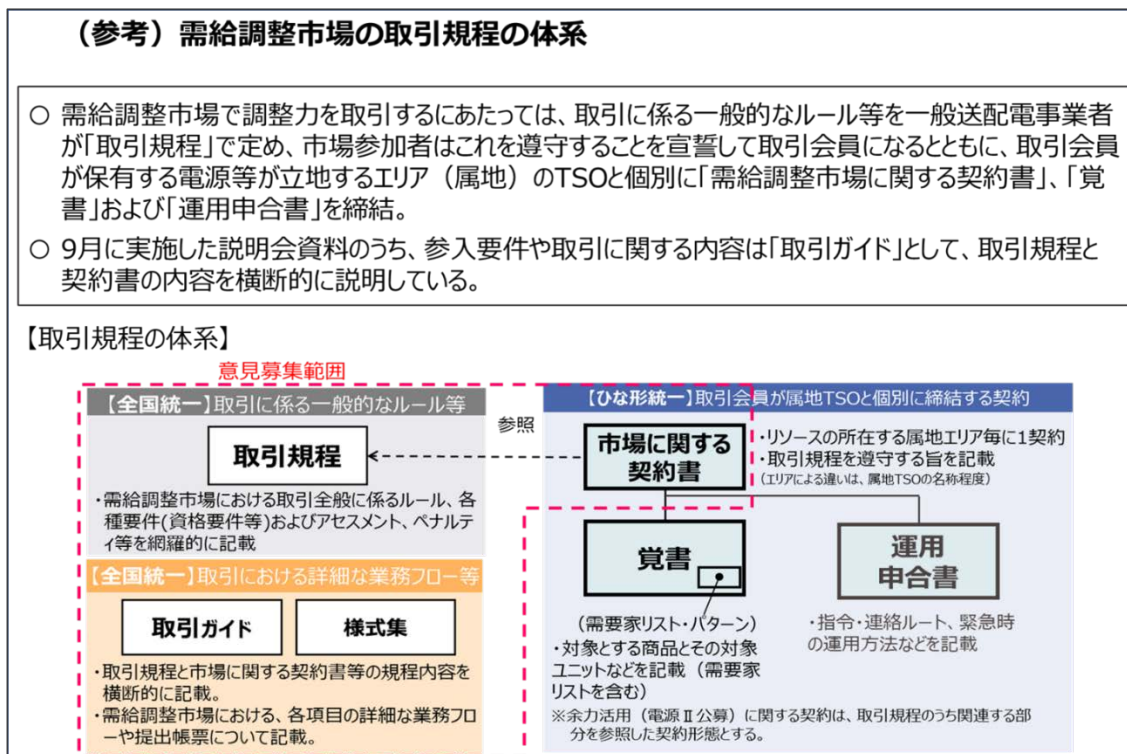 （参考）需給調整市場の取引規程の体系
○ 需給調整市場で調整力を取引するにあたっては、取引に係る一般的なルール等を一般送配電事業者
が「取引規程」で定め、市場参加者はこれを遵守することを宣誓して取引会員になるとともに、取引会員
が保有する電源等が立地するエリア（属地）のTSOと個別に「需給調整市場に関する契約書」、「覚
書」および「運用申合書」を締結。
○ 9月に実施した説明会資料のうち、参入要件や取引に関する内容は「取引ガイド」として、取引規程と
契約書の内容を横断的に説明している。
【取引規程の体系】
意見募集範囲
【全国統一】取引に係る一般的なルール等
取引規程
・需給調整市場における取引全般に係るルール、各
種要件(資格要件等)およびアセスメント、ペナルテ
ィ等を網羅的に記載
【全国統一】取引における詳細な業務フロー等
取引ガイド
様式集
・取引規程と市場に関する契約書等の規程内容を
横断的に記載。
・需給調整市場における、各項目の詳細な業務フロ
ーや提出帳票について記載。
参照
【ひな形統一】取引会員が属地TSOと個別に締結する契約
市場に関する
契約書
・リソースの所在する属地エリア毎に1契約
・取引規程を遵守する旨を記載
（エリアによる違いは、属地TSOの名称程度）
覚書
（需要家リスト・パターン）
・対象とする商品とその対象
ユニットなどを記載（需要家
リストを含む）
運用
申合書
・指令・連絡ルート、緊急時
の運用方法などを記載
※余力活用（電源Ⅱ公募）に関する契約は、取引規程のうち関連する部
分を参照した契約形態とする。